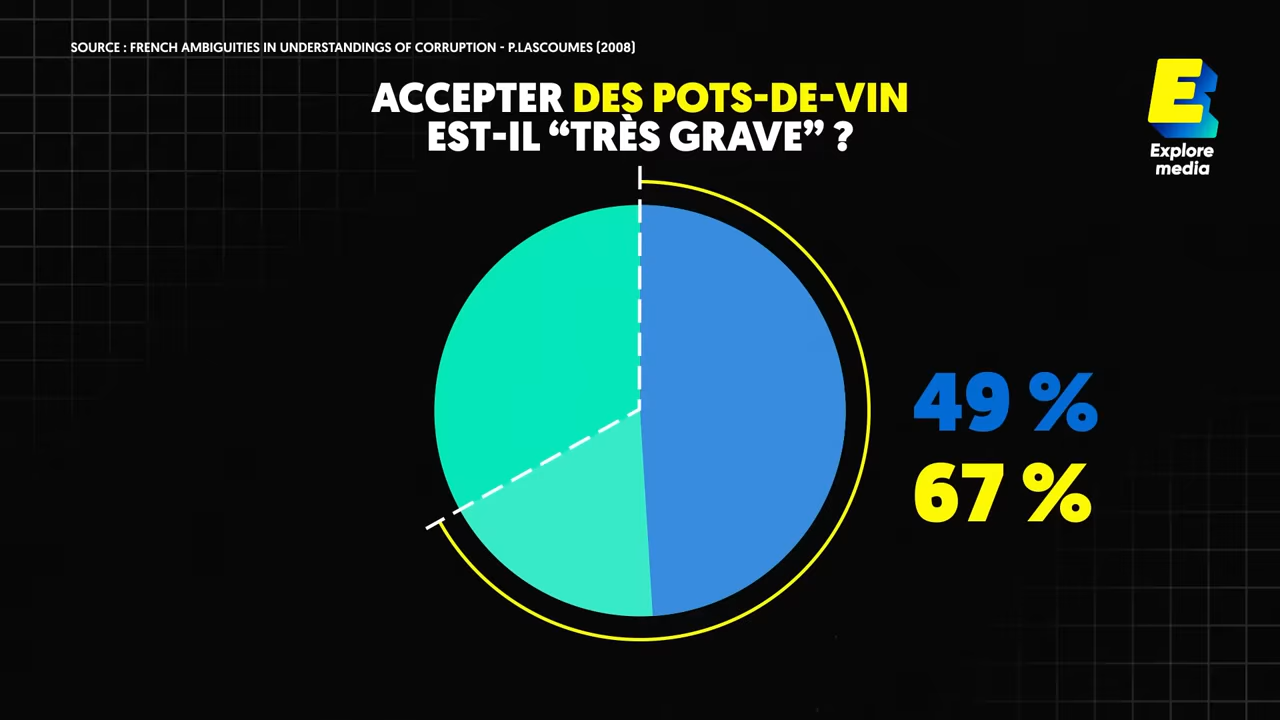 SOURCE : FRENCH AMBIGUITIES IN UNDERSTANDINGS OF CORRUPTION - P.LASCOUMES (2008)
ACCEPTER DES POTS-DE-VIN
EST-IL “TRÈS GRAVE” ?
E
Explore
media
49 %
67 %